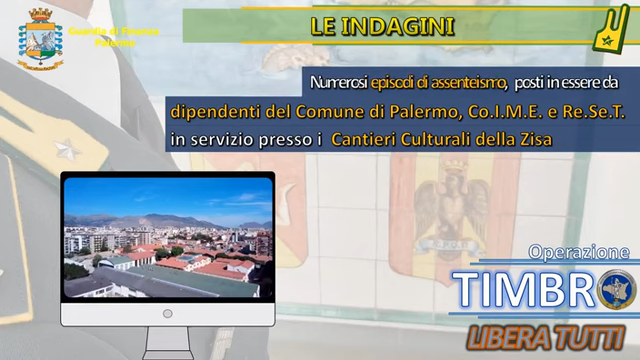 Guardia di Finanza
Palermo
LE INDAGINI
Numerosi episodi di assenteismo, posti in essere da
dipendenti del Comune di Palermo, Co.I.M.E. e Re.Se.T.
in servizio presso i Cantieri Culturali della Zisa
S.P.Q.P.
Operazione
TIMBRO
LIBERA TUTTI